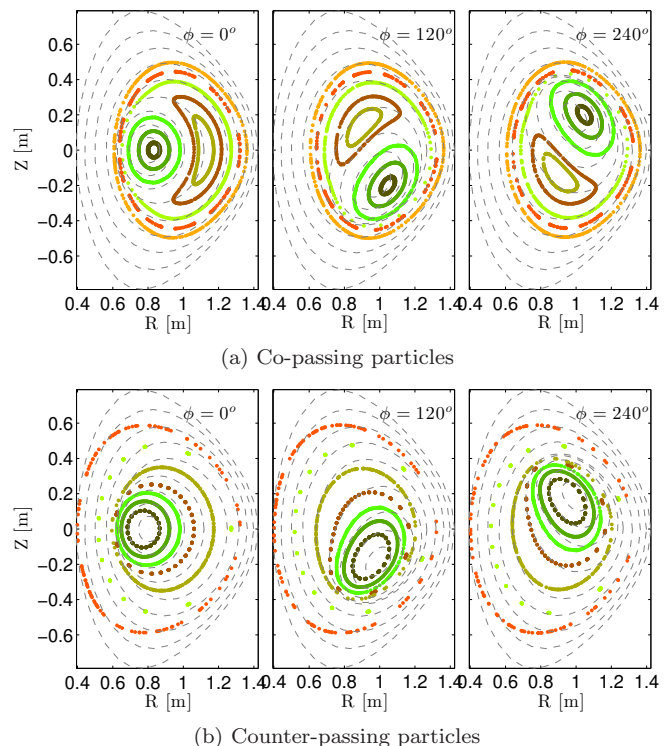 ϕ = 0°
ϕ = 120°
ϕ = 240°
0.6
0.4
0.2
0
−0.2
−0.4
−0.6
Z [m]
0.4 0.6 0.8 1 1.2 1.4
0.6 0.8 1 1.2 1.4
0.4 0.6 0.8 1 1.2 1.4
R [m]
R [m]
R [m]
(a) Co-passing particles
ϕ = 0°
ϕ = 120°
ϕ = 240°
0.6
0.4
0.2
0
−0.2
−0.4
−0.6
Z [m]
0.4 0.6 0.8 1 1.2 1.4
0.4 0.6 0.8 1 1.2 1.4
0.4 0.6 0.8 1 1.2 1.4
R [m]
R [m]
R [m]
(b) Counter-passing particles